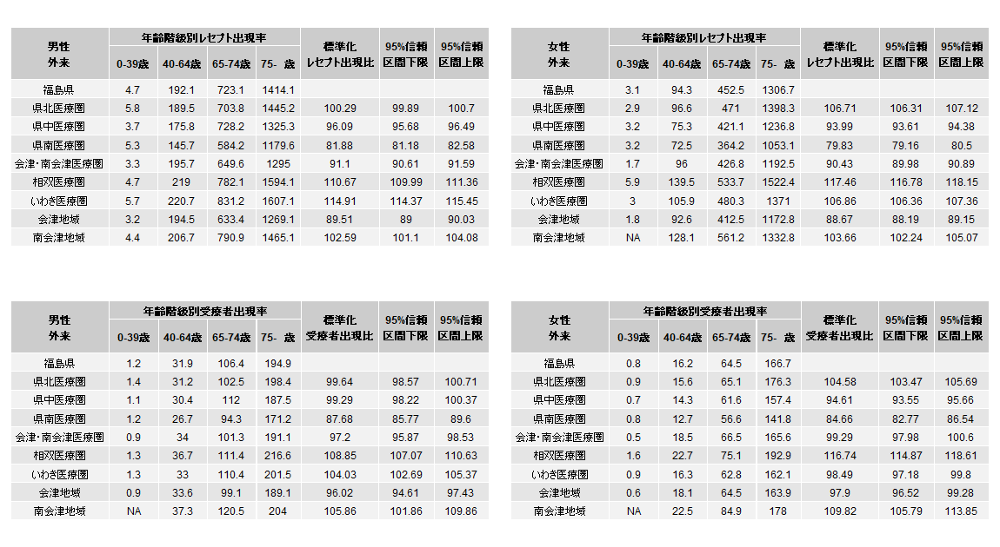 男性 外来 年齢階級別レセプト出現率 標準化 レセプト出現比 95%信頼 区間下限 95%信頼 区間上限
0-39歳 40-64歳 65-74歳 75- 歳
福島県 4.7 192.1 723.1 1414.1
県北医療圏 5.8 189.5 703.8 1445.2 100.29 99.89 100.7
県中医療圏 3.7 175.8 728.2 1325.3 96.09 95.68 96.49
県南医療圏 5.3 145.7 584.2 1179.6 81.88 81.18 82.58
会津・南会津医療圏 3.3 195.7 649.6 1295 91.1 90.61 91.59
相双医療圏 4.7 219 782.1 1594.1 110.67 109.99 111.36
いわき医療圏 5.7 220.7 831.2 1607.1 114.91 114.37 115.45
会津地域 3.2 194.5 633.4 1269.1 89.51 89 90.03
南会津地域 4.4 206.7 790.9 1465.1 102.59 101.1 104.08
女性 外来 年齢階級別レセプト出現率 標準化 レセプト出現比 95%信頼 区間下限 95%信頼 区間上限
0-39歳 40-64歳 65-74歳 75- 歳
福島県 3.1 94.3 452.5 1306.7
県北医療圏 2.9 96.6 471 1398.3 106.71 106.31 107.12
県中医療圏 3.2 75.3 421.1 1236.8 93.99 93.61 94.38
県南医療圏 3.2 72.5 364.2 1053.1 79.83 79.16 80.5
会津・南会津医療圏 1.7 96 426.8 1192.5 90.43 89.98 90.89
相双医療圏 5.9 139.5 533.7 1522.4 117.46 116.78 118.15
いわき医療圏 3 105.9 480.3 1371 106.86 106.36 107.36
会津地域 1.8 92.6 412.5 1172.8 88.67 88.19 89.15
南会津地域 NA 128.1 561.2 1332.8 103.66 102.24 105.07
男性 外来 年齢階級別受療者出現率 標準化 受療者出現比 95%信頼 区間下限 95%信頼 区間上限
0-39歳 40-64歳 65-74歳 75- 歳
福島県 1.2 31.9 106.4 194.9
県北医療圏 1.4 31.2 102.5 198.4 99.64 98.57 100.71
県中医療圏 1.1 30.4 112 187.5 99.29 98.22 100.37
県南医療圏 1.2 26.7 94.3 171.2 87.68 85.77 89.6
会津・南会津医療圏 0.9 34 101.3 191.1 97.2 95.87 98.53
相双医療圏 1.3 36.7 111.4 216.6 108.85 107.07 110.63
いわき医療圏 1.3 33 110.4 201.5 104.03 102.69 105.37
会津地域 0.9 33.6 99.1 189.1 96.02 94.61 97.43
南会津地域 NA 37.3 120.5 204 105.86 101.86 109.86
女性 外来 年齢階級別受療者出現率 標準化 受療者出現比 95%信頼 区間下限 95%信頼 区間上限
0-39歳 40-64歳 65-74歳 75- 歳
福島県 0.8 16.2 64.5 166.7
県北医療圏 0.9 15.6 65.1 176.3 104.58 103.47 105.69
県中医療圏 0.7 14.3 61.6 157.4 94.61 93.55 95.66
県南医療圏 0.8 12.7 56.6 141.8 84.66 82.77 86.54
会津・南会津医療圏 0.5 18.5 66.5 165.6 99.29 97.98 100.6
相双医療圏 1.6 22.7 75.1 192.9 116.74 114.87 118.61
いわき医療圏 0.9 16.3 62.8 162.1 98.49 97.18 99.8
会津地域 0.6 18.1 64.5 163.9 97.9 96.52 99.28
南会津地域 NA 22.5 84.9 178 109.82 105.79 113.85